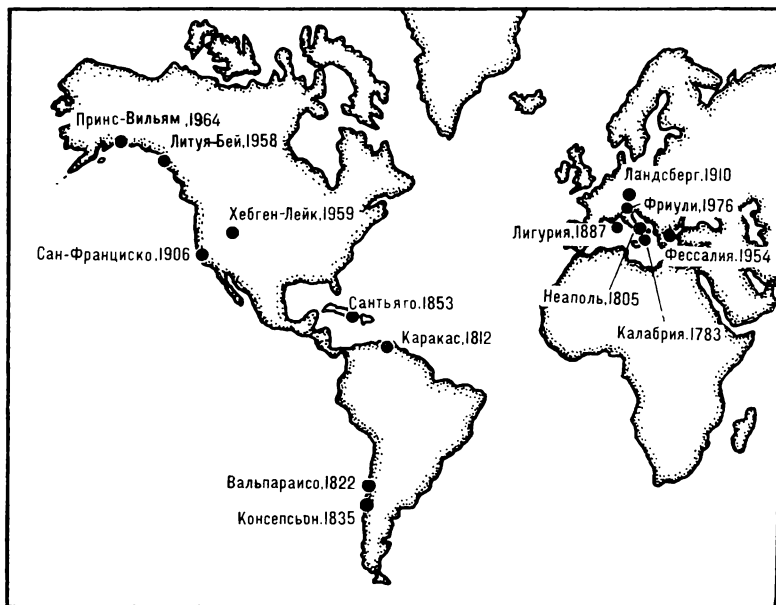 Принс-Вильям,1964
Литуя-Бей,1958
Хебген-Лейк,1959
Сан-Франциско,1906
Сантьяго.1853
Каракас,1812
Вальпараисо,1822
Консепсьон.1835
Ландсберг.1910
Фриули,1976
Лигурия,1887
Фессалия.1954
Неаполь,1805
Калабрия.1783